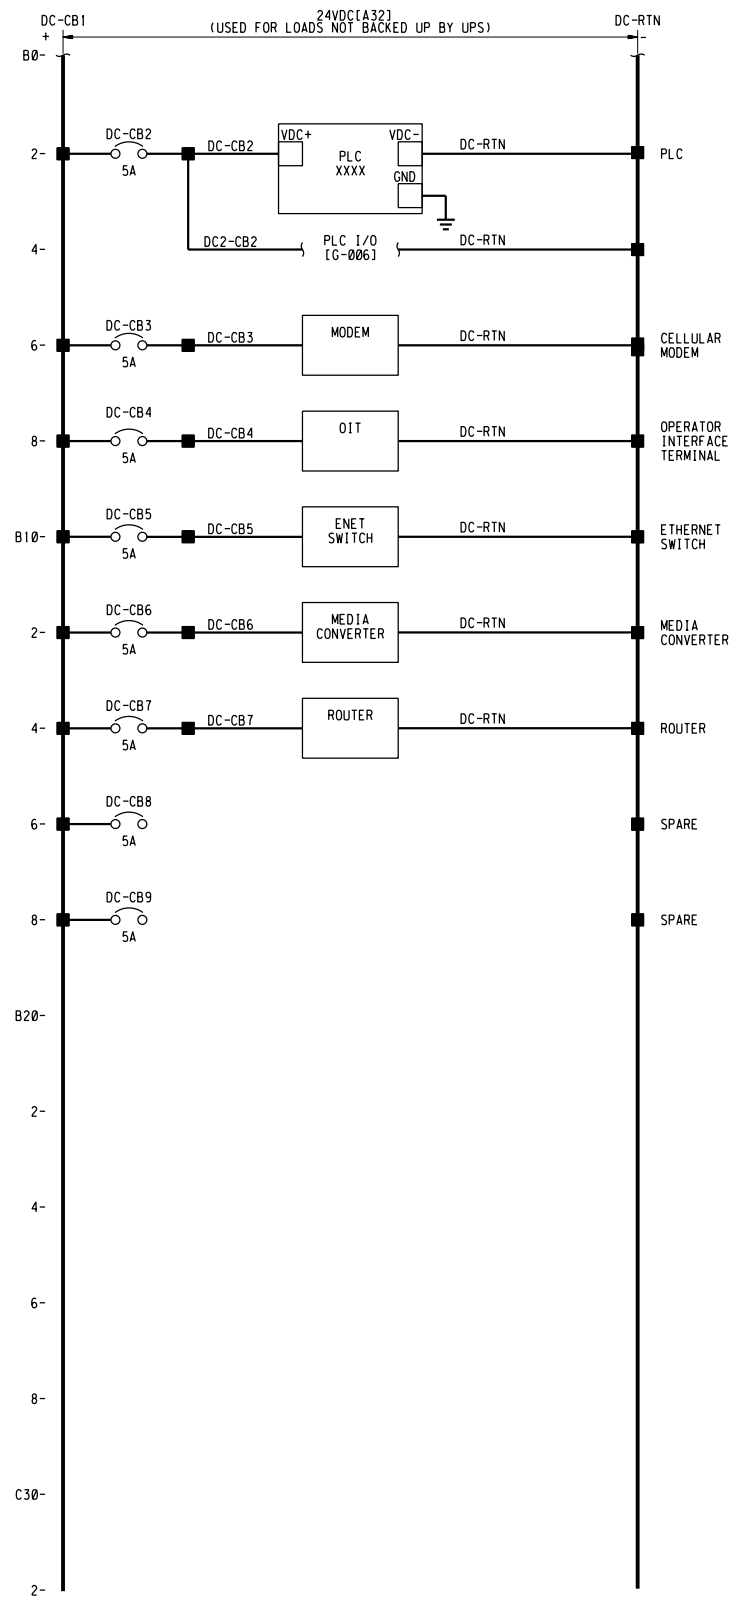 24VDC[A32]
DC-CB1
DC-RTN
(USED FOR LOADS NOT BACKED UP BY UPS)
+
-
BØ-
DC-CB2
VDC+
VDC-
DC-CB2
DC-RTN
2-
PLC
XXXX
PLC
5A
GND
DC2-CB2
PLC I/O
DC-RTN
4-
[G-ØØ6]
DC-CB3
DC-CB3
MODEM
DC-RTN
6-
CELLULAR
MODEM
5A
DC-CB4
DC-CB4
OIT
DC-RTN
8-
OPERATOR
INTERFACE
TERMINAL
5A
DC-CB5
DC-CB5
ENET
SWITCH
DC-RTN
B1Ø-
ETHERNET
SWITCH
5A
DC-CB6
DC-CB6
MEDIA
CONVERTER
DC-RTN
2-
MEDIA
CONVERTER
5A
DC-CB7
DC-CB7
ROUTER
DC-RTN
4-
ROUTER
5A
DC-CB8
6-
SPARE
5A
DC-CB9
8-
SPARE
5A
B2Ø-
2-
4-
6-
8-
C3Ø-
2-